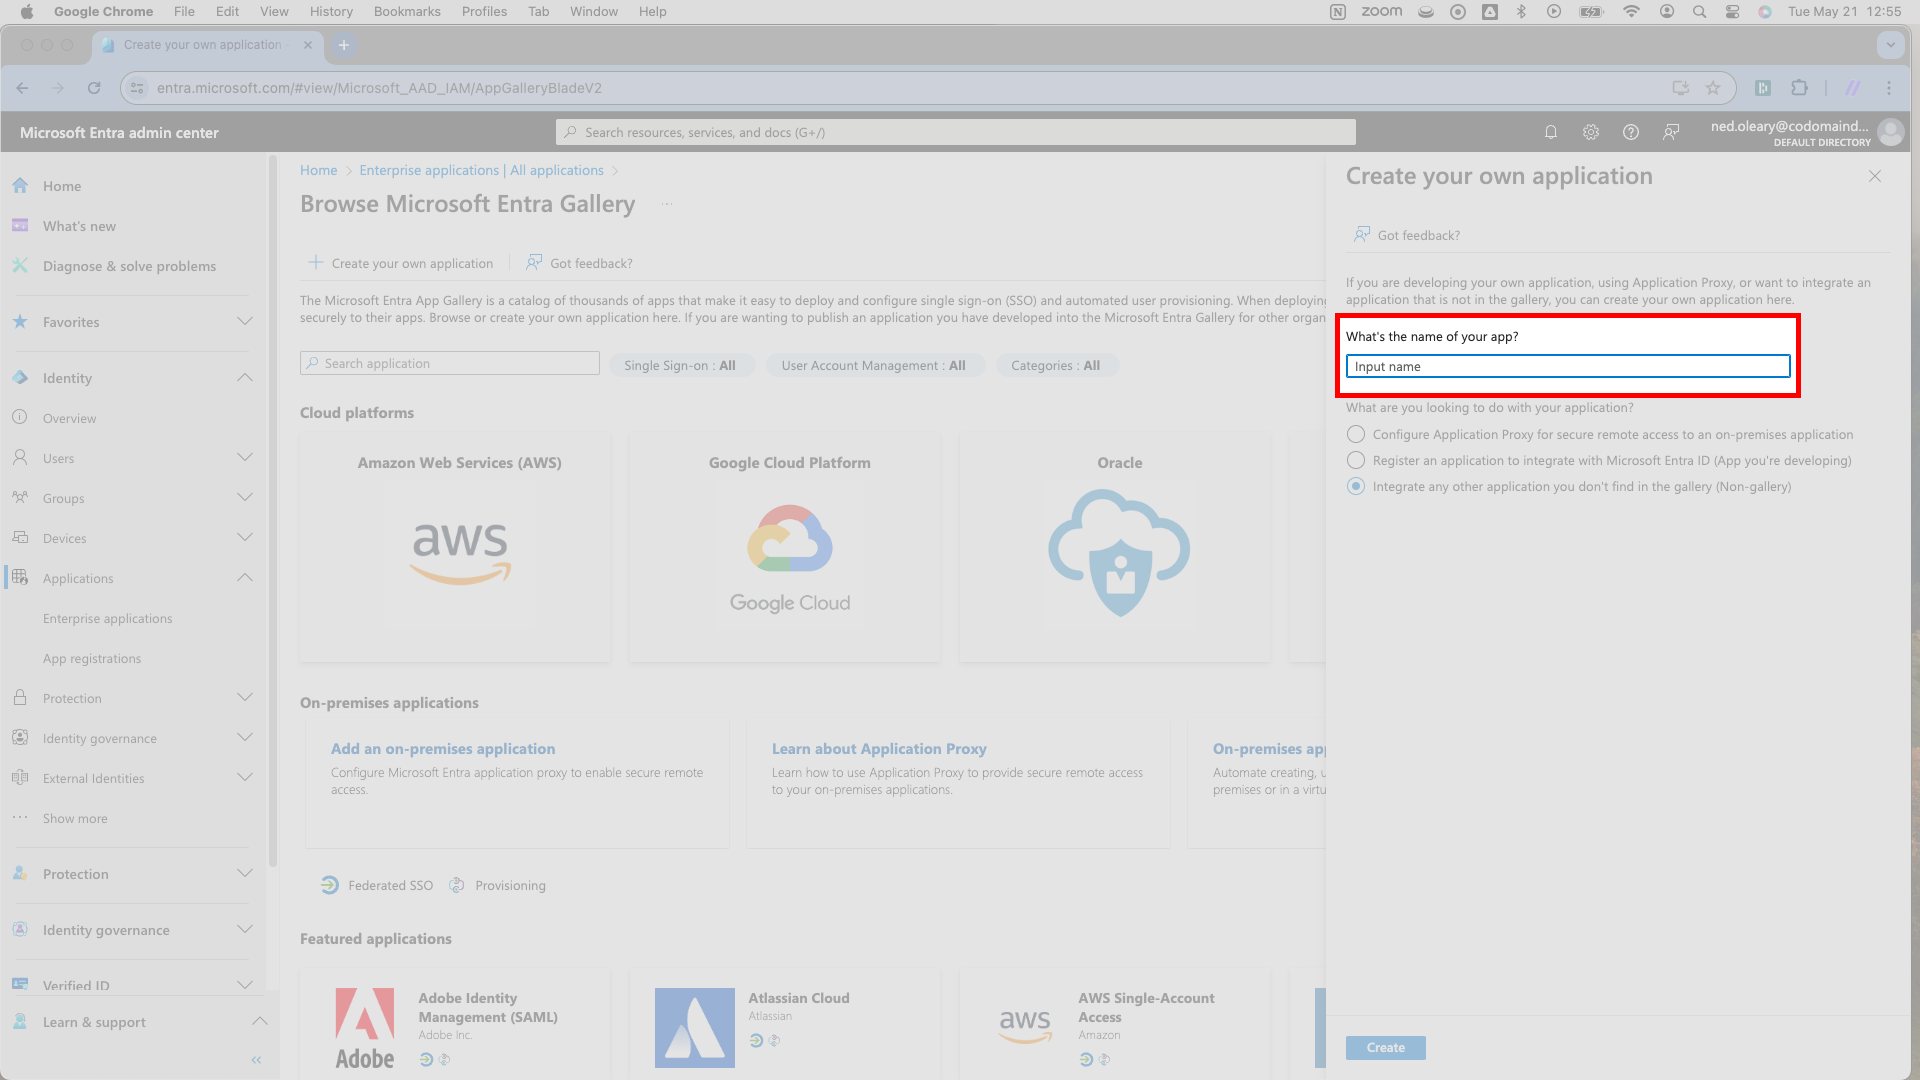 Google Chrome File Edit View History Bookmarks Profiles Tab Window Help
zoom
Tue May 21 12:55
Create your own application
entra.microsoft.com/#view/Microsoft_AAD_IAM/AppGalleryBladeV2
Microsoft Entra admin center
Search resources, services, and docs (G+/)
ned.oleary@codomaind...
DEFAULT DIRECTORY
Home
What's new
Diagnose & solve problems
Favorites
Identity
Overview
Users
Groups
Devices
Applications
Enterprise applications
App registrations
Protection
Identity governance
External Identities
Show more
Protection
Identity governance
Verified ID
Learn & support
Home > Enterprise applications | All applications >
Browse Microsoft Entra Gallery ...
Create your own application
Got feedback?
The Microsoft Entra App Gallery is a catalog of thousands of apps that make it easy to deploy and configure single sign-on (SSO) and automated user provisioning. When deploying
securely to their apps. Browse or create your own application here. If you are wanting to publish an application you have developed into the Microsoft Entra Gallery for other organ
Search application
Single Sign-on : All
User Account Management : All
Categories : All
Cloud platforms
Amazon Web Services (AWS)
aws
Google Cloud Platform
Google Cloud
Oracle
On-premises applications
Add an on-premises application
Configure Microsoft Entra application proxy to enable secure remote
access.
Learn about Application Proxy
Learn how to use Application Proxy to provide secure remote access
to your on-premises applications.
On-premises ap
Automate creating, u
premises or in a virtu
Federated SSO
Provisioning
Featured applications
Adobe
Adobe Identity
Management (SAML)
Adobe Inc.
Atlassian Cloud
Atlassian
aws
AWS Single-Account
Access
Amazon
Create your own application
Got feedback?
If you are developing your own application, using Application Proxy, or want to integrate an
application that is not in the gallery, you can create your own application here.
What's the name of your app?
Input name
What are you looking to do with your application?
Configure Application Proxy for secure remote access to an on-premises application
Register an application to integrate with Microsoft Entra ID (App you're developing)
Integrate any other application you don't find in the gallery (Non-gallery)
Create